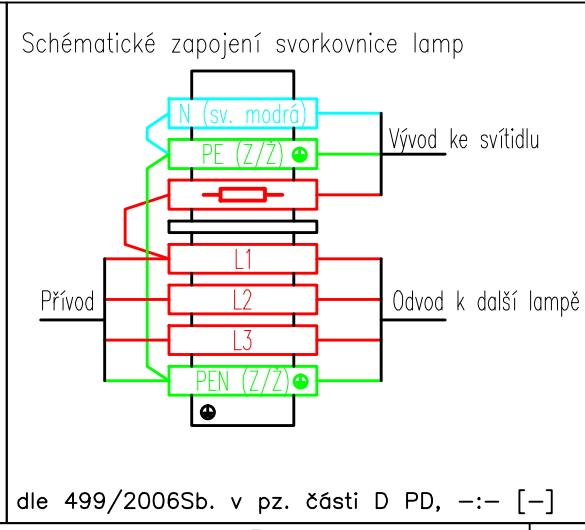 Schématické zapojení svorkovnice lamp
N (sv. modrá)
PE (Z/Ž)
Vývod ke svítidlu
L1
Přívod
L2
Odvod k další lampě
L3
PEN (Z/Ž)
dle 499/2006Sb. v pz. části D PD, –:– [–]